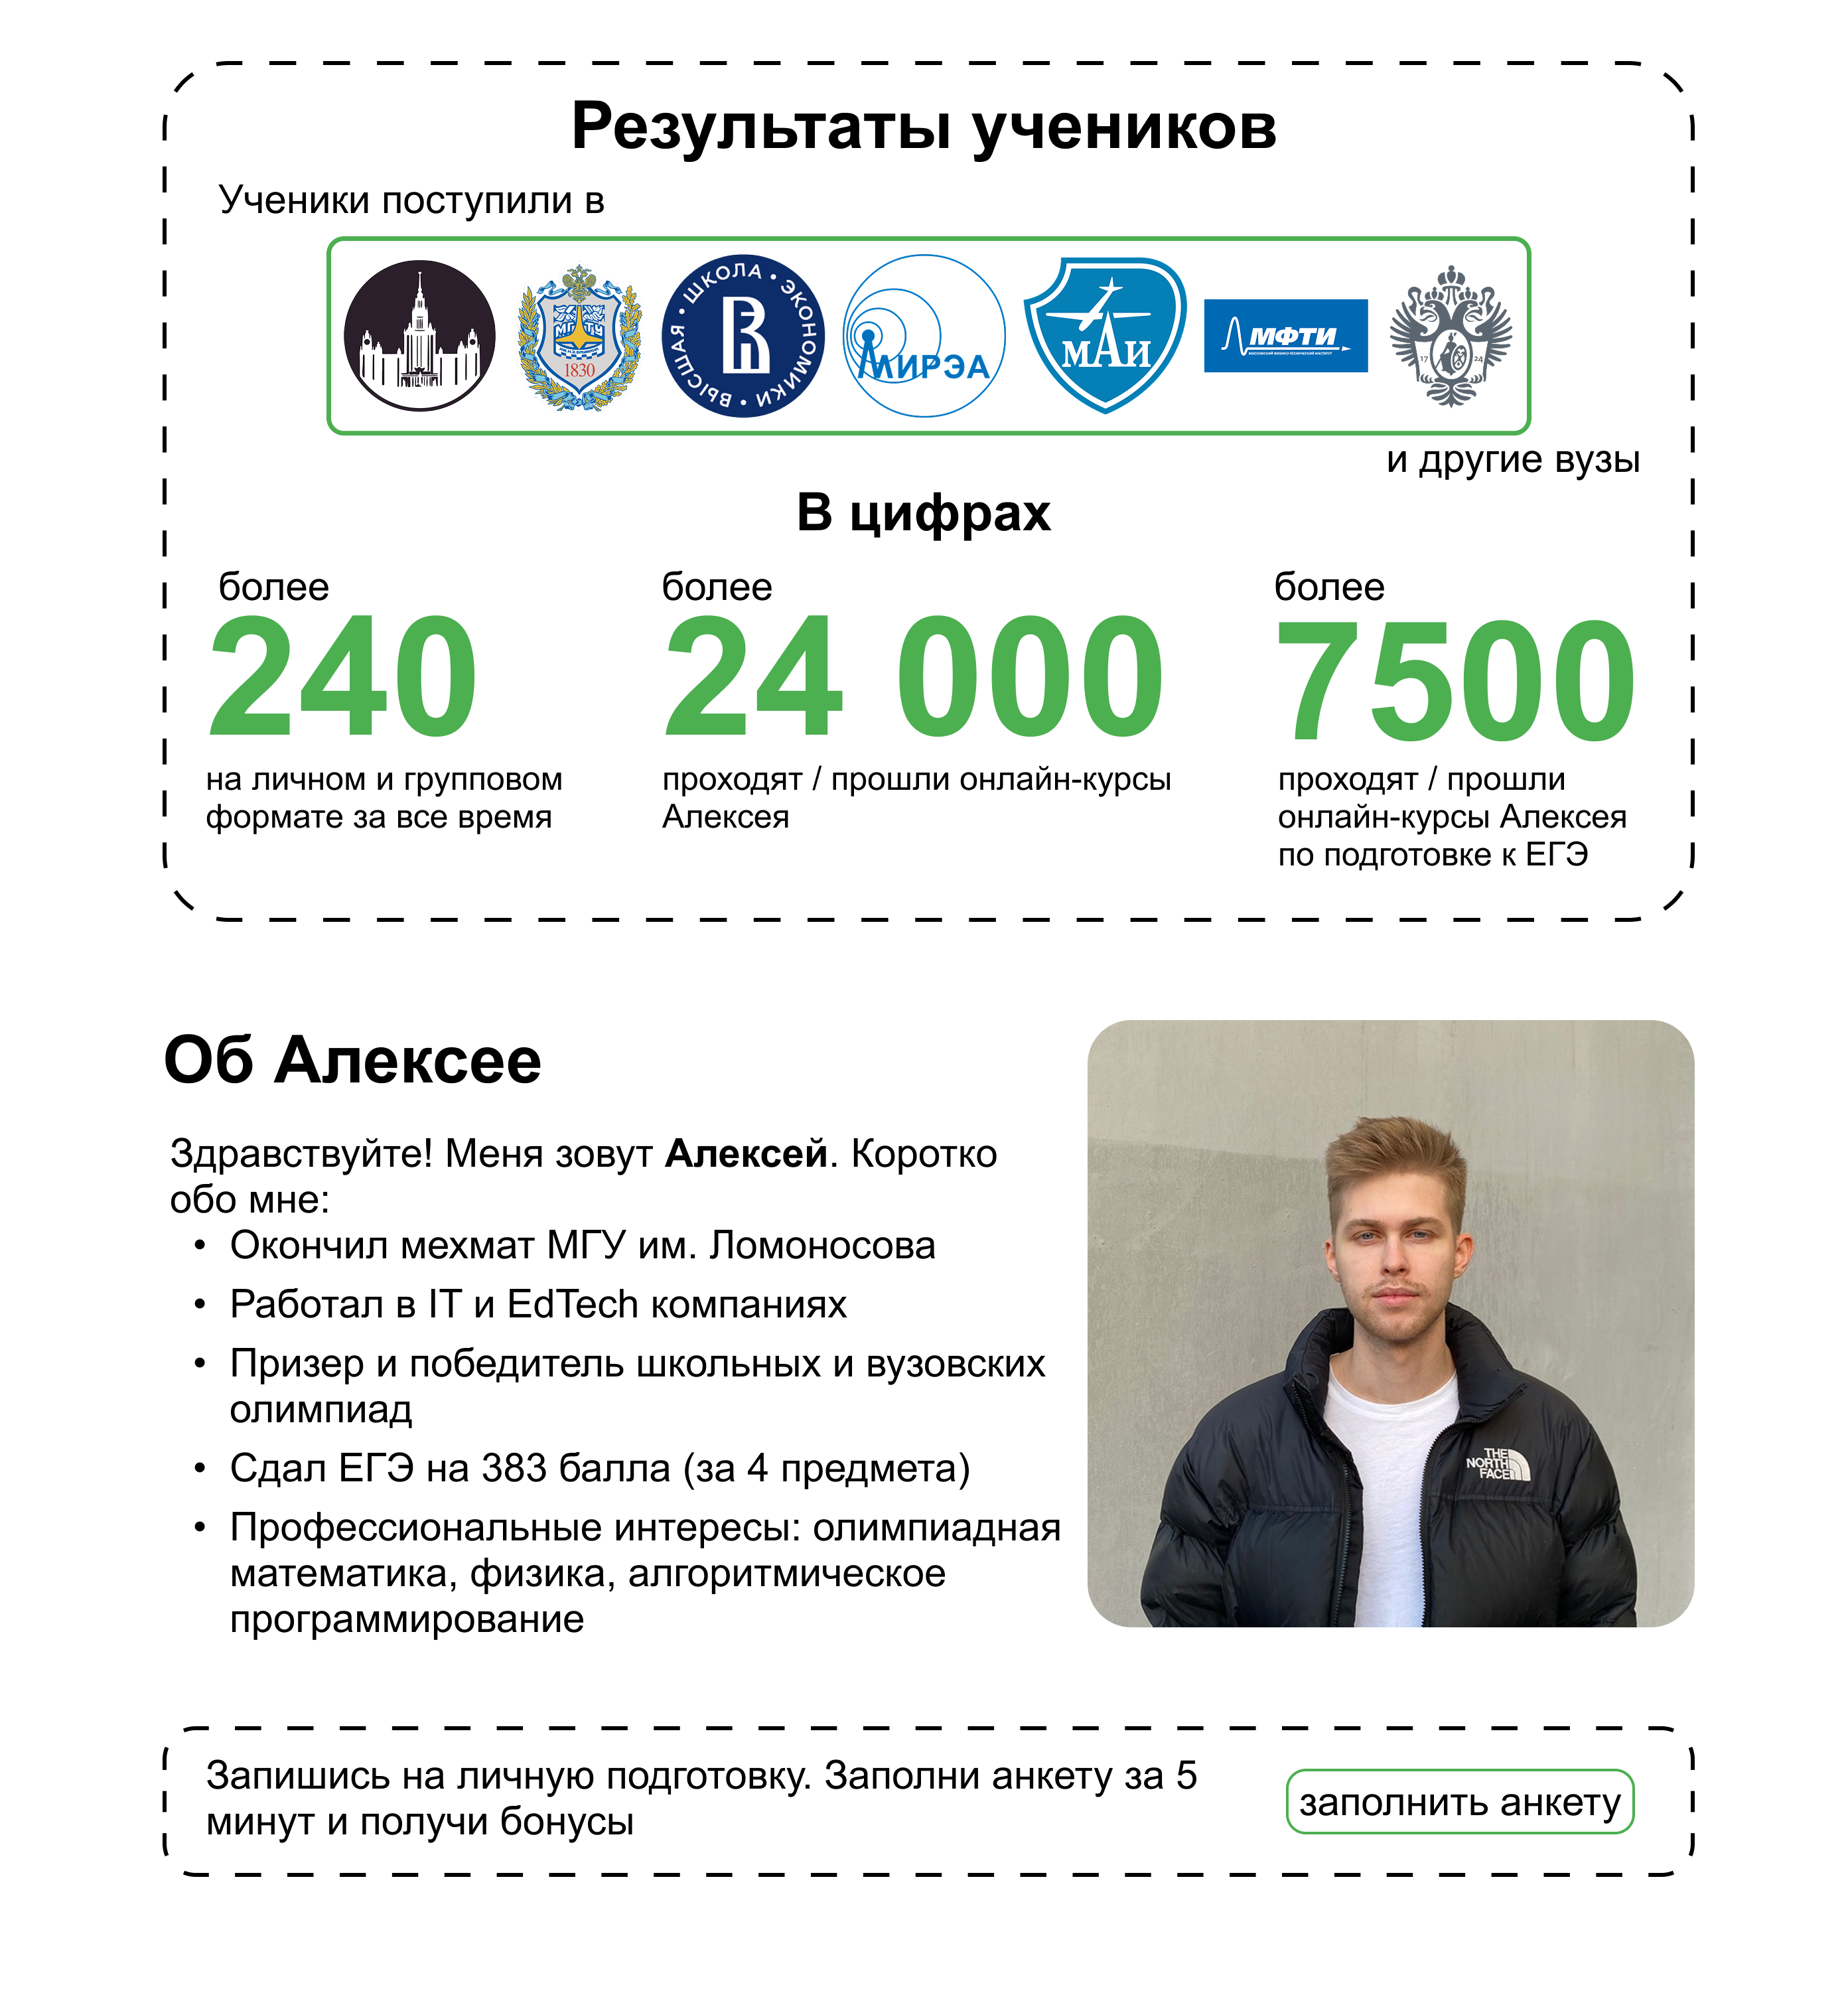 Результаты учеников
Ученики поступили в
МГТУ
1830
ВЫСШАЯ • ШКОЛА • ЭКОНОМИКИ
МИРЭА
МАИ
МФТИ
МОСКОВСКИЙ ФИЗИКО-ТЕХНИЧЕСКИЙ ИНСТИТУТ
17 24
и другие вузы
В цифрах
более
240
на личном и групповом
формате за все время
более
24 000
проходят / прошли онлайн-курсы
Алексея
более
7500
проходят / прошли
онлайн-курсы Алексея
по подготовке к ЕГЭ
Об Алексее
Здравствуйте! Меня зовут Алексей. Коротко
обо мне:
• Окончил мехмат МГУ им. Ломоносова
• Работал в IT и EdTech компаниях
• Призер и победитель школьных и вузовских
олимпиад
• Сдал ЕГЭ на 383 балла (за 4 предмета)
• Профессиональные интересы: олимпиадная
математика, физика, алгоритмическое
программирование
THE
NORTH
FACE
Запишись на личную подготовку. Заполни анкету за 5
минут и получи бонусы
заполнить анкету